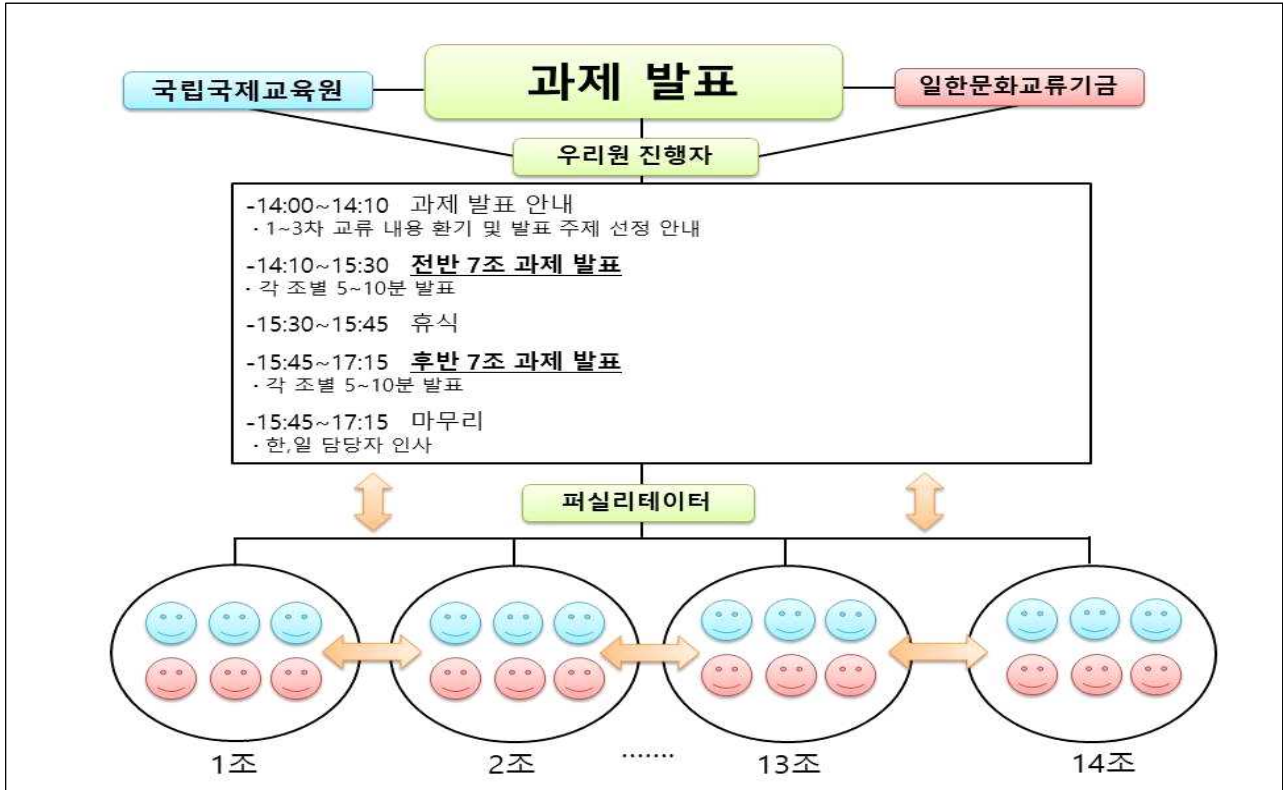 과제 발표
국립국제교육원
일한문화교류기금
우리원 진행자
-14:00~14:10 과제 발표 안내
· 1~3차 교류 내용 환기 및 발표 주제 선정 안내
-14:10~15:30 전반 7조 과제 발표
· 각 조별 5~10분 발표
-15:30~15:45 휴식
-15:45~17:15 후반 7조 과제 발표
· 각 조별 5~10분 발표
-15:45~17:15 마무리
· 한,일 담당자 인사
퍼실리테이터
1조
2조
.......
13조
14조